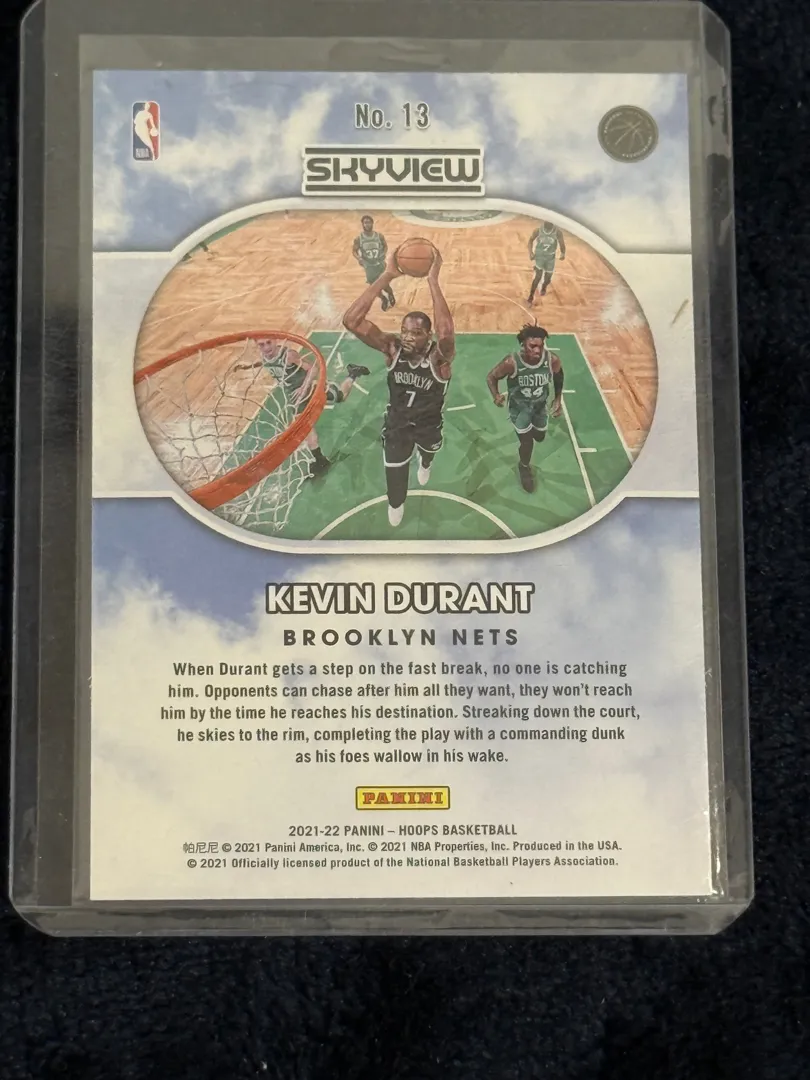 No. 13
NBA
SKYVIEW
37
7
BROOKLYN
7
BOSTON
44
KEVIN DURANT
BROOKLYN NETS
When Durant gets a step on the fast break, no one is catching
him. Opponents can chase after him all they want, they won't reach
him by the time he reaches his destination. Streaking down the court,
he skies to the rim, completing the play with a commanding dunk
as his foes wallow in his wake.
PANINI
2021-22 PANINI – HOOPS BASKETBALL
帕尼尼 © 2021 Panini America, Inc. © 2021 NBA Properties, Inc. Produced in the USA.
© 2021 Officially licensed product of the National Basketball Players Association.